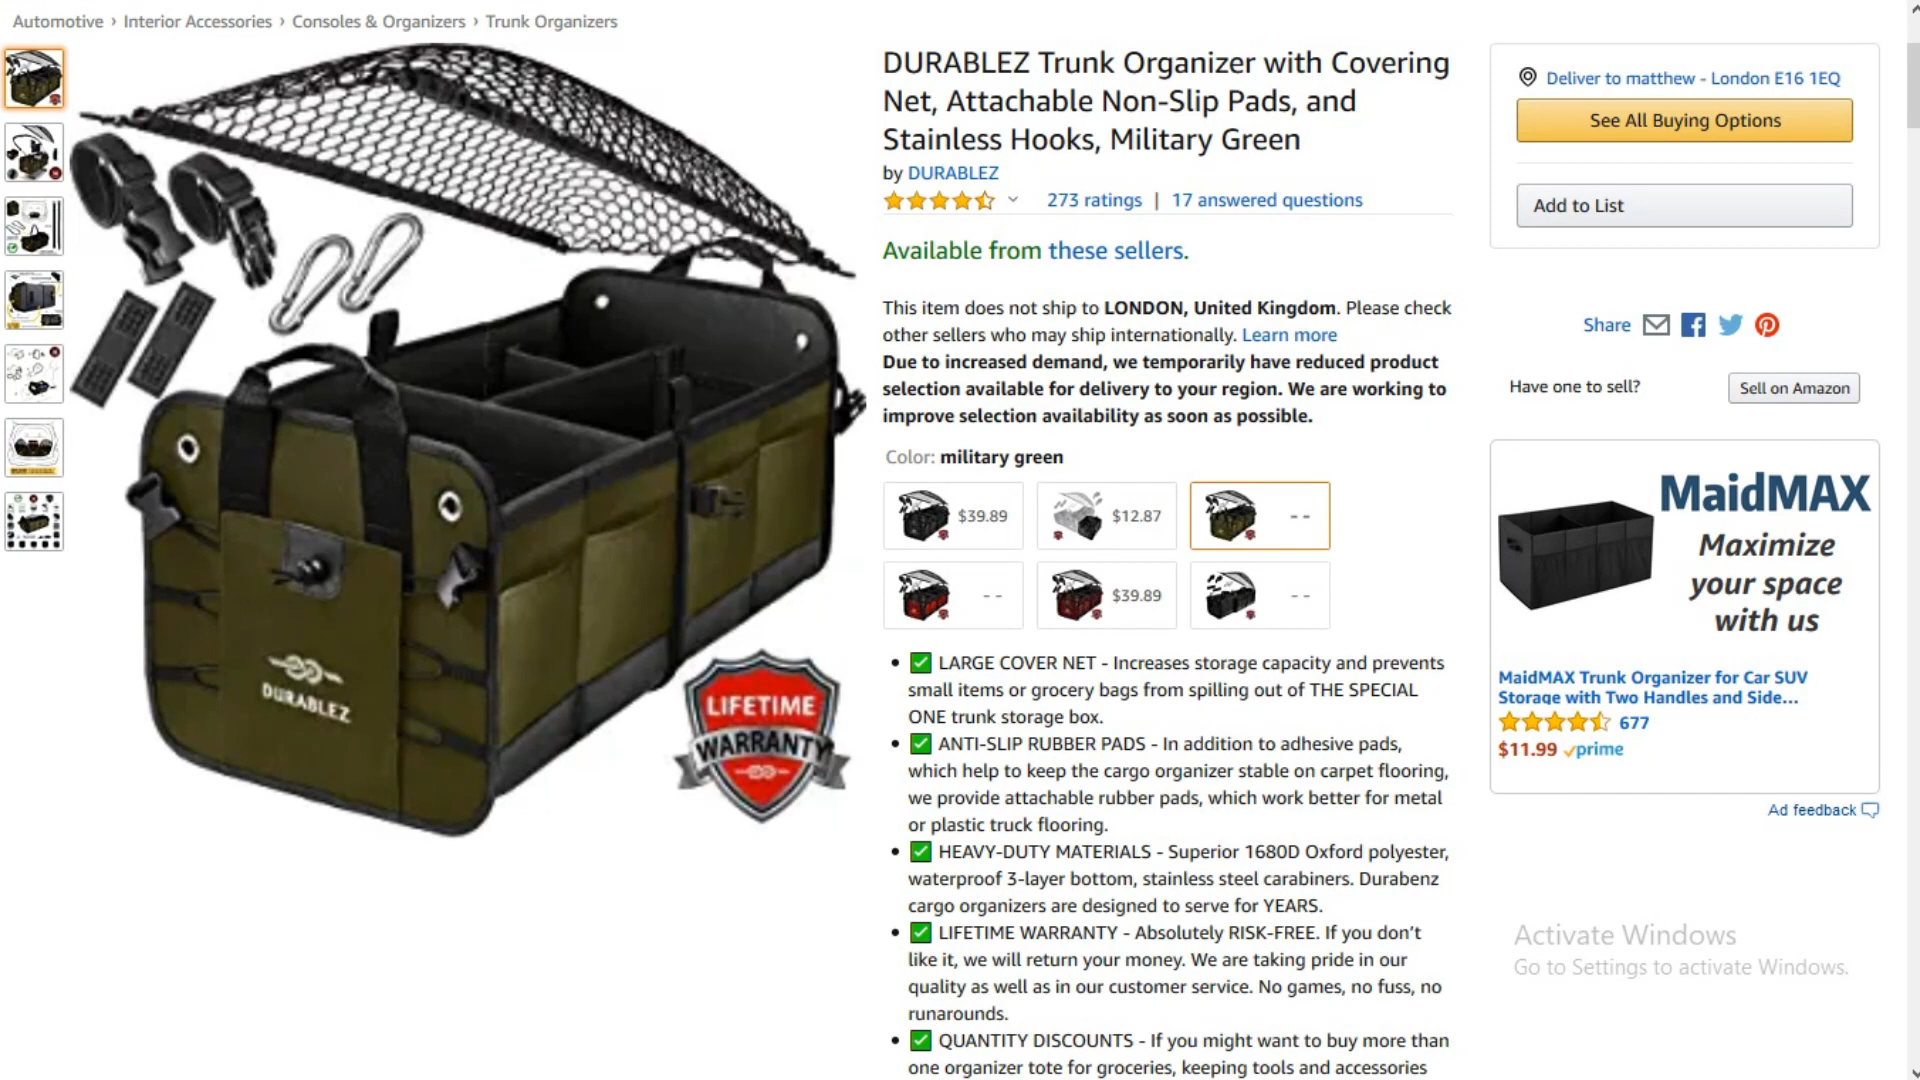 Automotive › Interior Accessories › Consoles & Organizers › Trunk Organizers
DURABLEZ
LIFETIME
WARRANTY
DURABLEZ Trunk Organizer with Covering
Net, Attachable Non-Slip Pads, and
Stainless Hooks, Military Green
by DURABLEZ
273 ratings | 17 answered questions
Available from these sellers.
This item does not ship to LONDON, United Kingdom. Please check
other sellers who may ship internationally. Learn more
Due to increased demand, we temporarily have reduced product
selection available for delivery to your region. We are working to
improve selection availability as soon as possible.
Color: military green
$39.89 $12.87 - -
- - $39.89 - -
• ✅ LARGE COVER NET - Increases storage capacity and prevents
small items or grocery bags from spilling out of THE SPECIAL
ONE trunk storage box.
• ✅ ANTI-SLIP RUBBER PADS - In addition to adhesive pads,
which help to keep the cargo organizer stable on carpet flooring,
we provide attachable rubber pads, which work better for metal
or plastic truck flooring.
• ✅ HEAVY-DUTY MATERIALS - Superior 1680D Oxford polyester,
waterproof 3-layer bottom, stainless steel carabiners. Durabenz
cargo organizers are designed to serve for YEARS.
• ✅ LIFETIME WARRANTY - Absolutely RISK-FREE. If you don’t
like it, we will return your money. We are taking pride in our
quality as well as in our customer service. No games, no fuss, no
runarounds.
• ✅ QUANTITY DISCOUNTS - If you might want to buy more than
one organizer tote for groceries, keeping tools and accessories
Deliver to matthew - London E16 1EQ
See All Buying Options
Add to List
Share
Have one to sell?
Sell on Amazon
MaidMAX
Maximize
your space
with us
MaidMAX Trunk Organizer for Car SUV
Storage with Two Handles and Side...
677
$11.99 prime
Ad feedback
Activate Windows
Go to Settings to activate Windows.